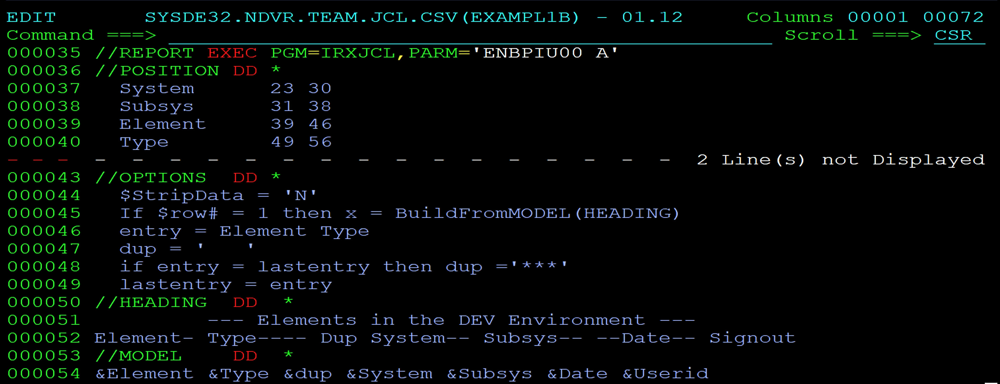 EDIT       SYSDE32.NDVR.TEAM.JCL.CSV(EXAMPL1B) - 01.12     Columns 00001 00072
Command ===>                                                  Scroll ===> CSR
000035 //REPORT EXEC PGM=IRXJCL,PARM='ENBPIU00 A'
000036 //POSITION DD *
000037   System      23 30
000038   Subsys      31 38
000039   Element     39 46
000040   Type        49 56
- - -  -  -  -  -  -  -  -  -  -  -  -  -  -  -  -  -  2 Line(s) not Displayed
000043 //OPTIONS  DD *
000044   $StripData = 'N'
000045   If $row# = 1 then x = BuildFromMODEL(HEADING)
000046   entry = Element Type
000047   dup = '   '
000048   if entry = lastentry then dup ='***'
000049   lastentry = entry
000050 //HEADING  DD  *
000051          --- Elements in the DEV Environment ---
000052 Element- Type---- Dup System-- Subsys-- --Date-- Signout
000053 //MODEL    DD  *
000054 &Element &Type &dup &System &Subsys &Date &Userid